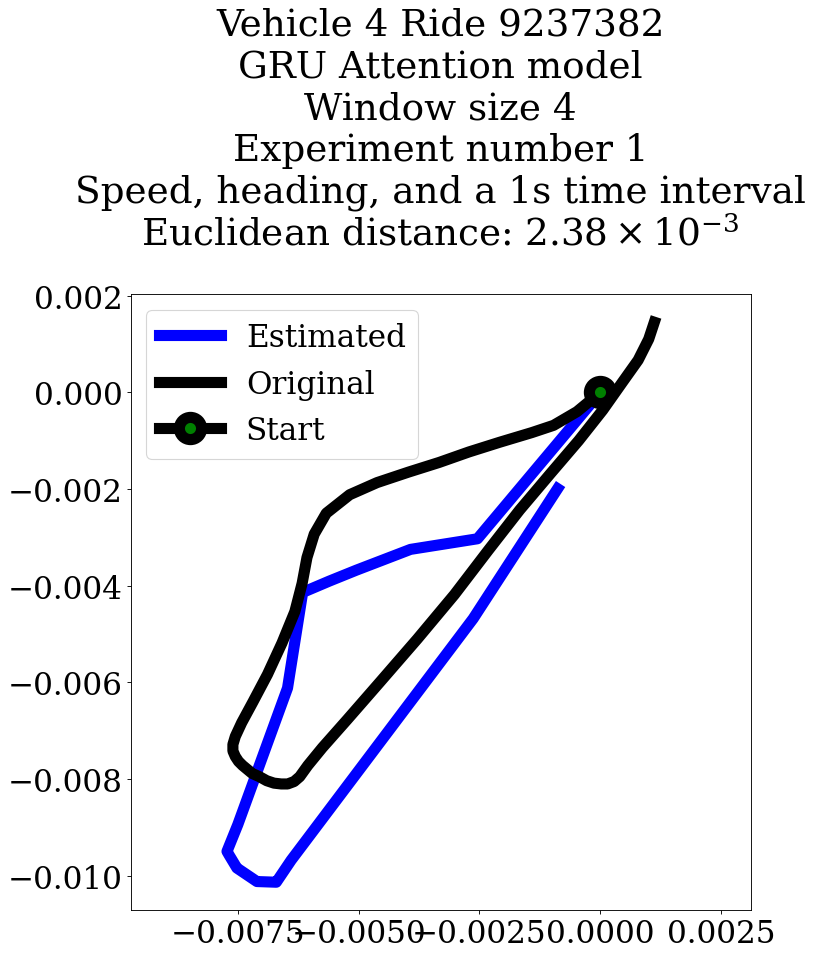 Vehicle 4 Ride 9237382
GRU Attention model
Window size 4
Experiment number 1
Speed, heading, and a 1s time interval
Euclidean distance: 2.38 × 10⁻³
0.002
Estimated
Original
Start
0.000
−0.002
−0.004
−0.006
−0.008
−0.010
−0.0075 −0.0050 −0.0025 0.0000 0.0025